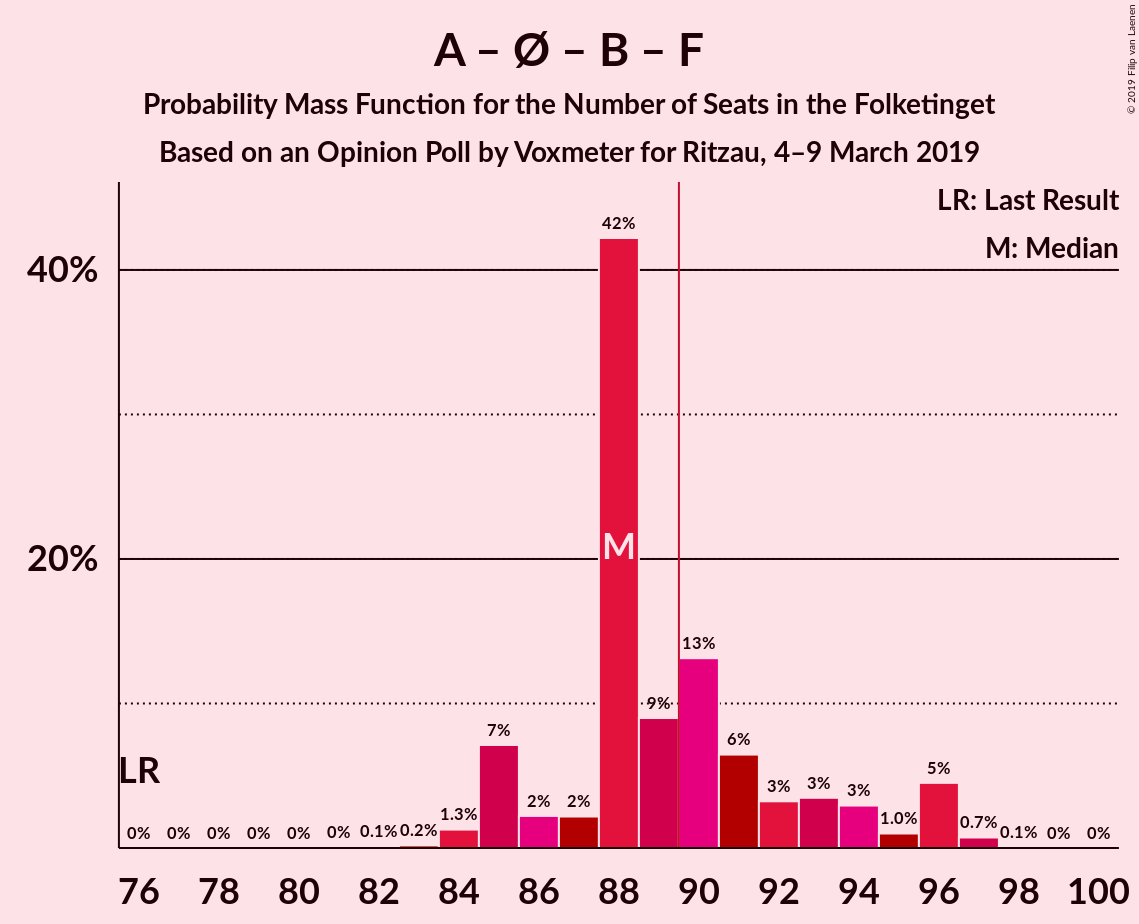 A – Ø – B – F
Probability Mass Function for the Number of Seats in the Folketinget
Based on an Opinion Poll by Voxmeter for Ritzau, 4–9 March 2019
© 2019 Filip van Laenen
LR: Last Result
M: Median
40%
20%
42%
M
LR
0% 0% 0% 0% 0% 0% 0.1% 0.2% 1.3% 7% 2% 2% 9% 13% 6% 3% 3% 3% 1.0% 5% 0.7% 0.1% 0% 0%
76 78 80 82 84 86 88 90 92 94 96 98 100